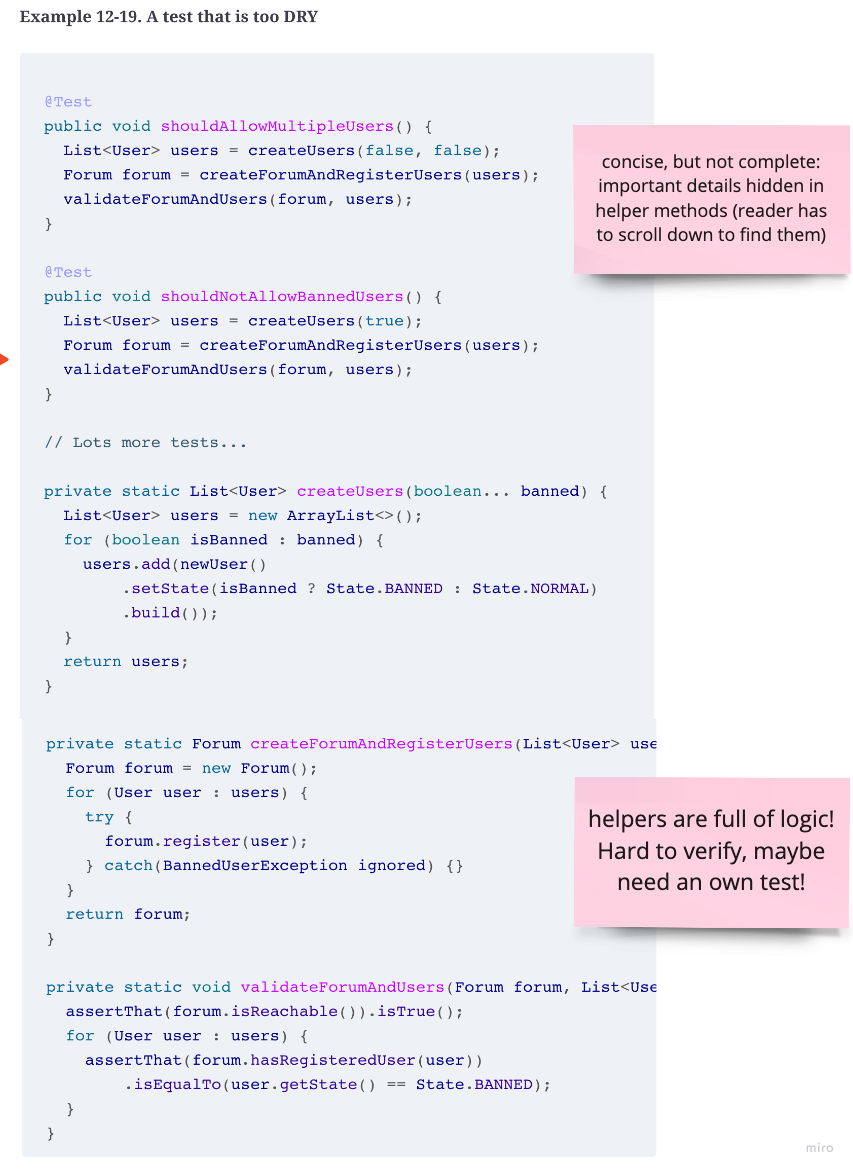 Example 12-19. A test that is too DRY
@Test
public void shouldAllowMultipleUsers() {
List<User> users = createUsers(false, false);
Forum forum = createForumAndRegisterUsers(users);
validateForumAndUsers(forum, users);
}
concise, but not complete:
important details hidden in
helper methods (reader has
to scroll down to find them)
@Test
public void shouldNotAllowBannedUsers() {
List<User> users = createUsers(true);
Forum forum = createForumAndRegisterUsers(users);
validateForumAndUsers(forum, users);
}
// Lots more tests...
private static List<User> createUsers(boolean... banned) {
List<User> users = new ArrayList<>();
for (boolean isBanned : banned) {
users.add(newUser()
.setState(isBanned ? State.BANNED : State.NORMAL)
.build());
}
return users;
}
private static Forum createForumAndRegisterUsers(List<User> use
Forum forum = new Forum();
for (User user : users) {
try {
forum.register(user);
} catch(BannedUserException ignored) {}
}
return forum;
}
helpers are full of logic!
Hard to verify, maybe
need an own test!
private static void validateForumAndUsers(Forum forum, List<Use
assertThat(forum.isReachable()).isTrue();
for (User user : users) {
assertThat(forum.hasRegisteredUser(user))
.isEqualTo(user.getState() == State.BANNED);
}
}
miro